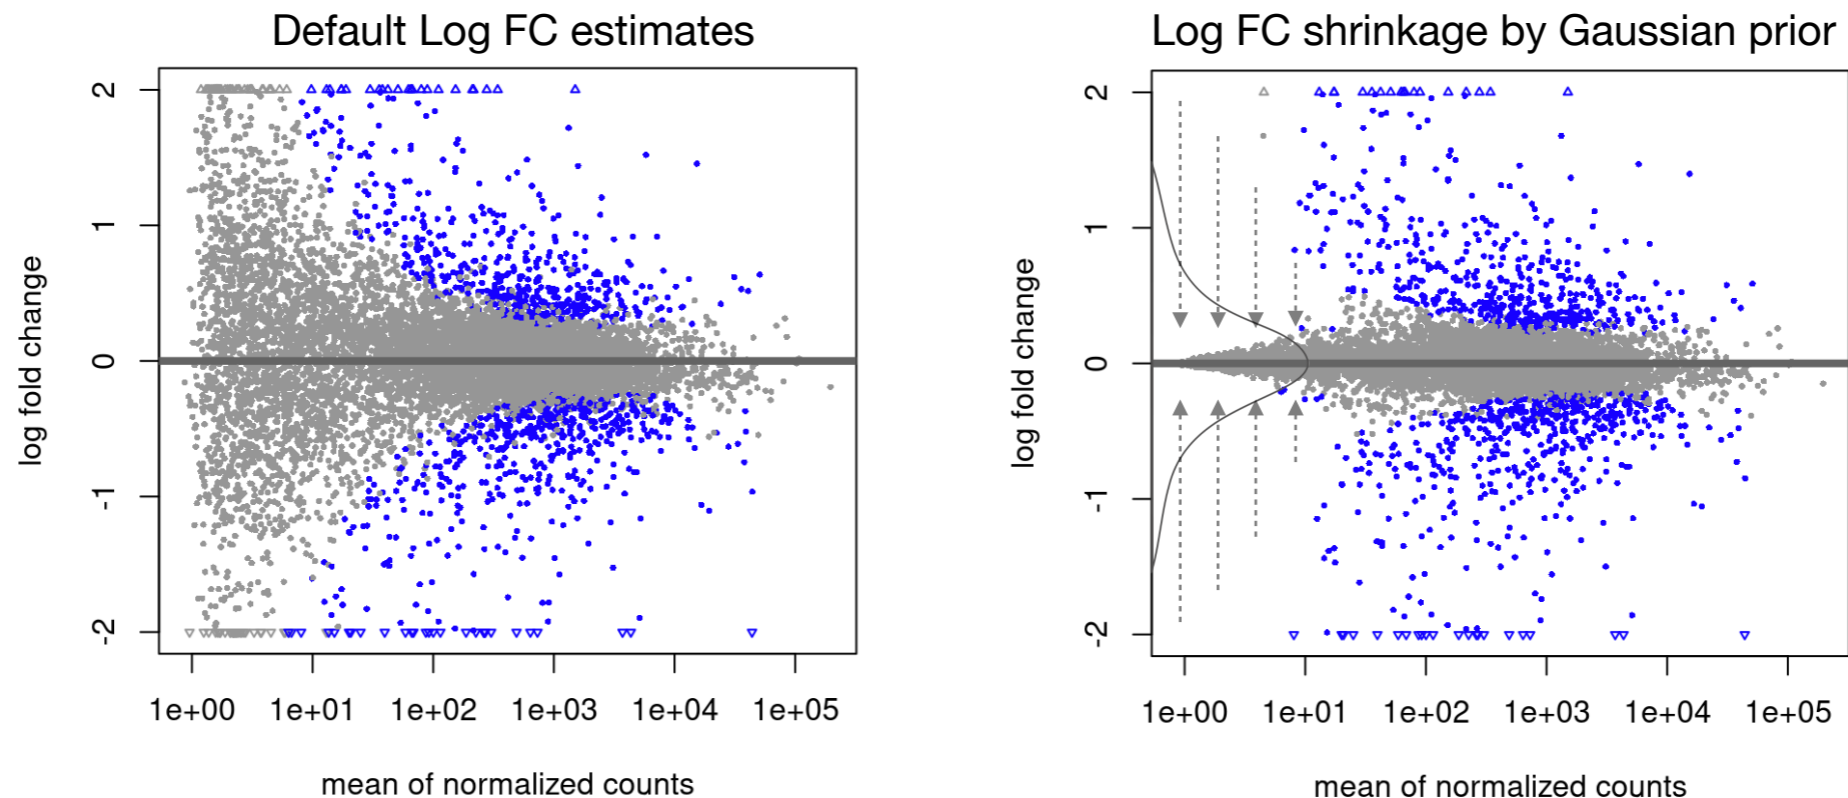 Default Log FC estimates
2
1
0
-1
-2
log fold change
1e+00 1e+01 1e+02 1e+03 1e+04 1e+05
mean of normalized counts
Log FC shrinkage by Gaussian prior
2
1
0
-1
-2
log fold change
1e+00 1e+01 1e+02 1e+03 1e+04 1e+05
mean of normalized counts